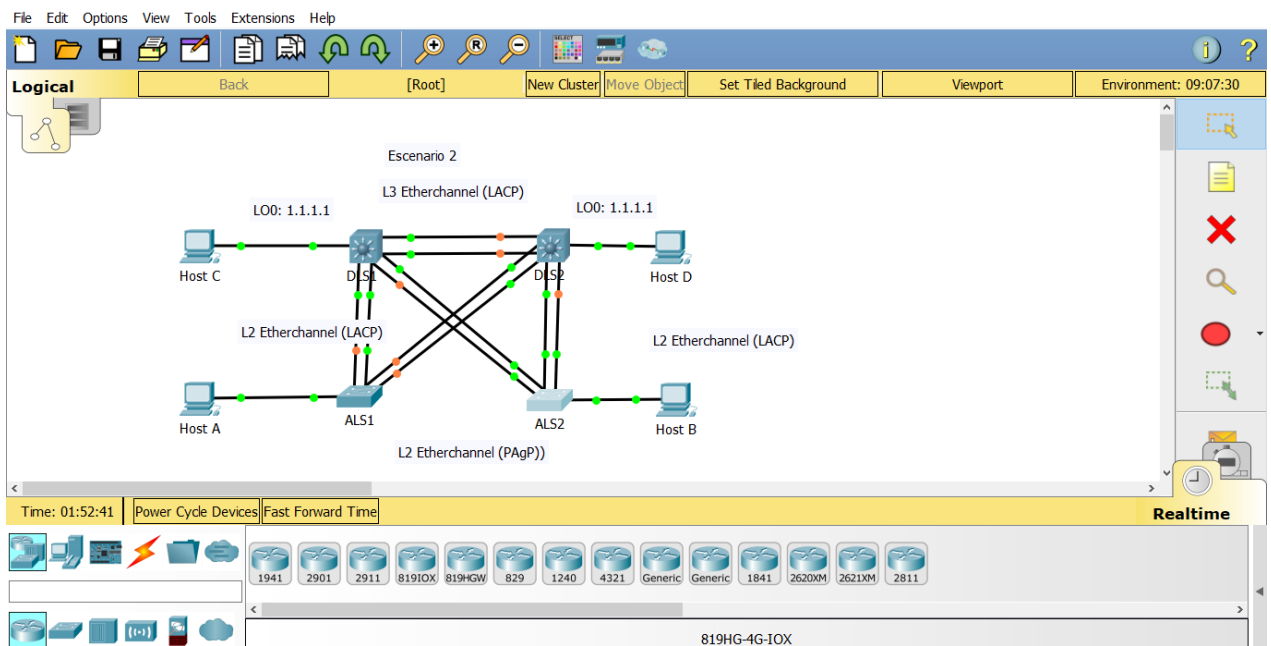 File Edit Options View Tools Extensions Help
Logical Back [Root] New Cluster Move Object Set Tiled Background Viewport Environment: 09:07:30
Escenario 2
L3 Etherchannel (LACP)
LO0: 1.1.1.1 LO0: 1.1.1.1
Host C DLS1 DLS2 Host D
L2 Etherchannel (LACP)
L2 Etherchannel (LACP)
Host A ALS1 ALS2 Host B
L2 Etherchannel (PAgP))
Time: 01:52:41 Power Cycle Devices Fast Forward Time Realtime
1941 2901 2911 819IOX 819HGW 829 1240 4321 Generic Generic 1841 2620XM 2621XM 2811
819HG-4G-IOX